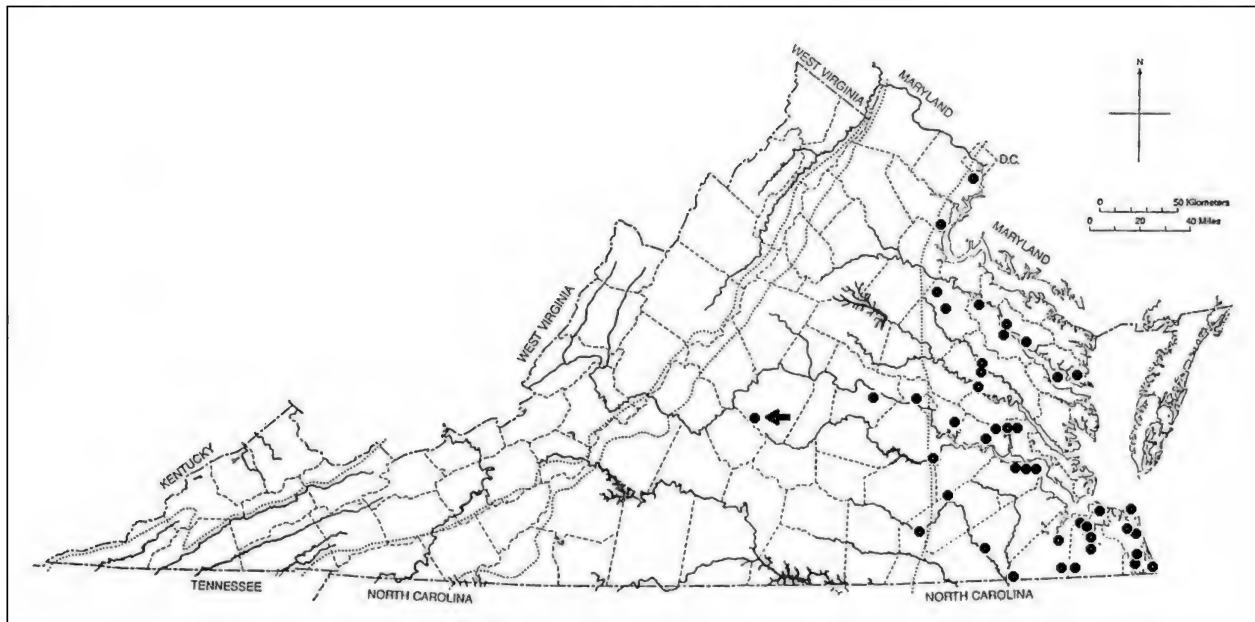 WEST VIRGINIA
MARYLAND
N
D.C.
0 50 Kilometers
0 20 40 Miles
MARYLAND
WEST VIRGINIA
KENTUCKY
TENNESSEE
NORTH CAROLINA
NORTH CAROLINA